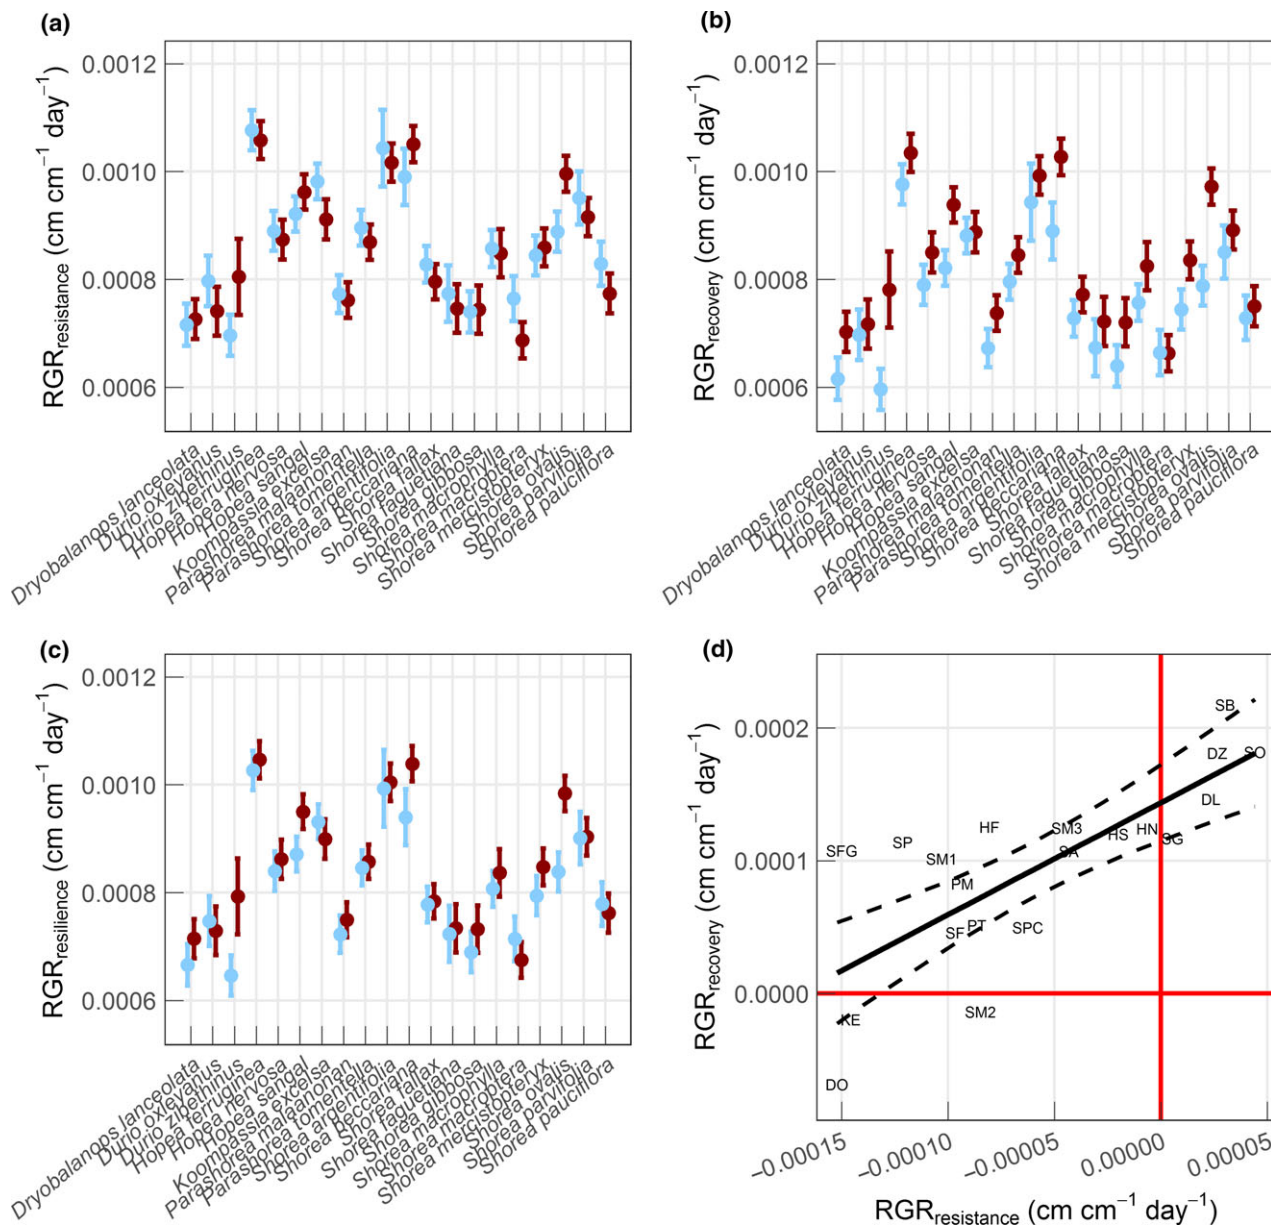 (a)
RGRresistance (cm cm−1 day−1)
0.0012
0.0010
0.0008
0.0006
Dryobalanops lanceolata
Durio oxleyanus
Durio zibethinus
Hopea ferruginea
Hopea nervosa
Hopea sangal
Koompassia excelsa
Parashorea malaanonan
Parashorea tomentella
Shorea argentifolia
Shorea beccariana
Shorea fallax
Shorea faguetiana
Shorea gibbosa
Shorea macrophylla
Shorea macroptera
Shorea mercistopteryx
Shorea ovalis
Shorea parvifolia
Shorea pauciflora
(b)
RGRrecovery (cm cm−1 day−1)
0.0012
0.0010
0.0008
0.0006
Dryobalanops lanceolata
Durio oxleyanus
Durio zibethinus
Hopea ferruginea
Hopea nervosa
Hopea sangal
Koompassia excelsa
Parashorea malaanonan
Parashorea tomentella
Shorea argentifolia
Shorea beccariana
Shorea fallax
Shorea faguetiana
Shorea gibbosa
Shorea macrophylla
Shorea macroptera
Shorea mercistopteryx
Shorea ovalis
Shorea parvifolia
Shorea pauciflora
(c)
RGRresilience (cm cm−1 day−1)
0.0012
0.0010
0.0008
0.0006
Dryobalanops lanceolata
Durio oxleyanus
Durio zibethinus
Hopea ferruginea
Hopea nervosa
Hopea sangal
Koompassia excelsa
Parashorea malaanonan
Parashorea tomentella
Shorea argentifolia
Shorea beccariana
Shorea fallax
Shorea faguetiana
Shorea gibbosa
Shorea macrophylla
Shorea macroptera
Shorea mercistopteryx
Shorea ovalis
Shorea parvifolia
Shorea pauciflora
(d)
RGRrecovery (cm cm−1 day−1)
0.0002
0.0001
0.0000
SB
DZ SO
DL
HF SM3 HS HN
SP SG
SFG SM1 SA
PM
SF PT SPC
SM2
KE
DO
−0.00015
−0.00010
−0.00005
0.00000
0.00005
RGRresistance (cm cm−1 day−1)